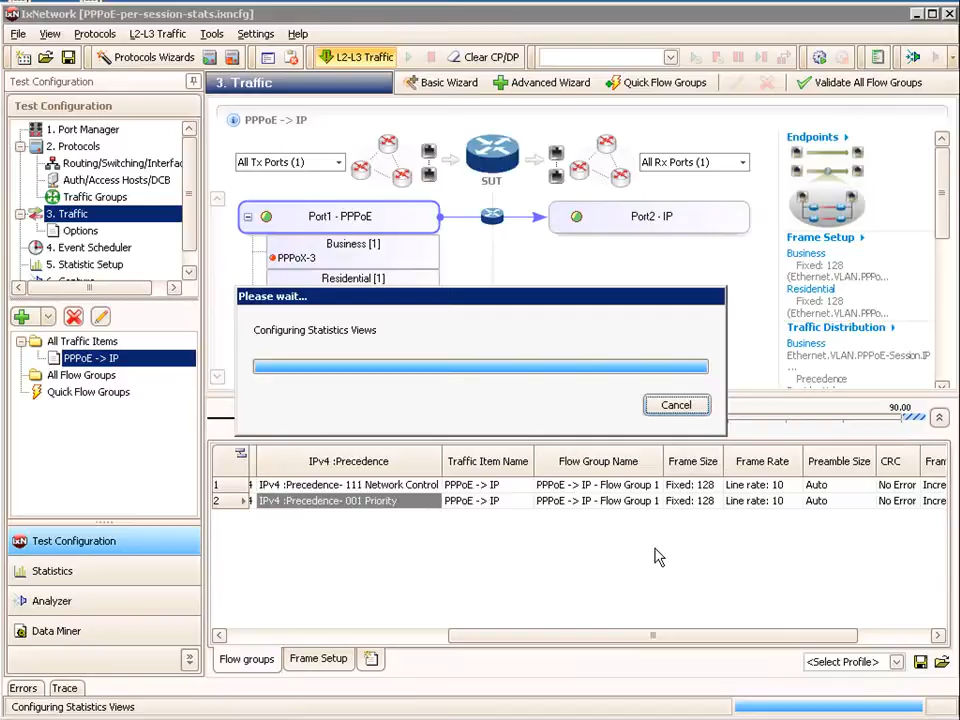 IxNetwork [PPPoE-per-session-stats.ixncfg]
File View Protocols L2-L3 Traffic Tools Settings Help
Protocols Wizards L2-L3 Traffic Clear CP/DP
Test Configuration
3. Traffic Basic Wizard Advanced Wizard Quick Flow Groups Validate All Flow Groups
Test Configuration
1. Port Manager
2. Protocols
Routing/Switching/Interfac
Auth/Access Hosts/DCB
Traffic Groups
3. Traffic
Options
4. Event Scheduler
5. Statistic Setup
All Traffic Items
PPPoE -> IP
All Flow Groups
Quick Flow Groups
Test Configuration
Statistics
Analyzer
Data Miner
PPPoE -> IP
All Tx Ports (1)
SUT
All Rx Ports (1)
Port1 - PPPoE
Port2 - IP
Business [1]
PPPoX-3
Residential [1]
Endpoints
Frame Setup
Business
Fixed: 128
(Ethernet.VLAN.PPPo...
Residential
Fixed: 128
(Ethernet.VLAN.PPPo...
Traffic Distribution
Business
Ethernet.VLAN.PPPoE-Session.IP
...
Precedence
Please wait...
Configuring Statistics Views
Cancel
90.00
IPv4 :Precedence Traffic Item Name Flow Group Name Frame Size Frame Rate Preamble Size CRC Fran
1 IPv4 :Precedence- 111 Network Control PPPoE -> IP PPPoE -> IP - Flow Group 1 Fixed: 128 Line rate: 10 Auto No Error Incre
2 IPv4 :Precedence- 001 Priority PPPoE -> IP PPPoE -> IP - Flow Group 1 Fixed: 128 Line rate: 10 Auto No Error Incre
Flow groups Frame Setup <Select Profile>
Errors Trace
Configuring Statistics Views